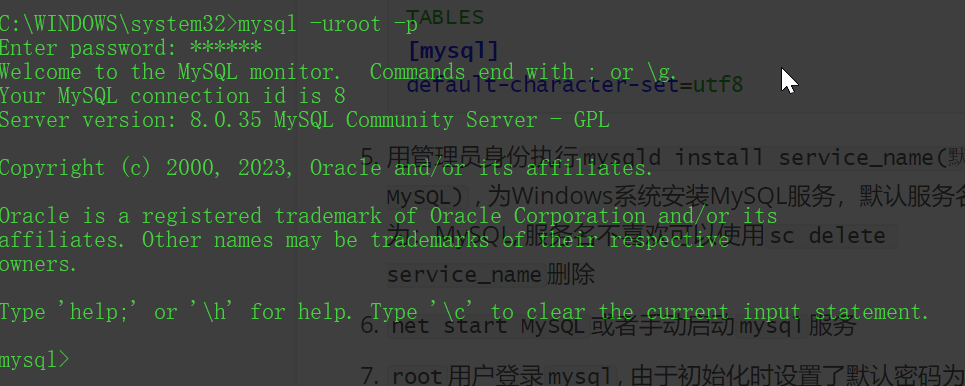 C:\WINDOWS\system32>mysql -uroot -p
Enter password: ******
Welcome to the MySQL monitor.  Commands end with ; or \g.
Your MySQL connection id is 8
Server version: 8.0.35 MySQL Community Server - GPL
Copyright (c) 2000, 2023, Oracle and/or its affiliates.
Oracle is a registered trademark of Oracle Corporation and/or its
affiliates. Other names may be trademarks of their respective
owners.
Type 'help;' or '\h' for help. Type '\c' to clear the current input statement.
mysql>
TABLES
[mysql]
default-character-set=utf8
5. 用管理员身份执行mysqld install service_name(默
MySQL) , 为Windows系统安装MySQL服务，默认服务名
为：MySQL，服务名不喜欢可以使用sc delete
service_name删除
6. net start MySQL或者手动启动mysql服务
7. root用户登录mysql, 由于初始化时设置了默认密码为